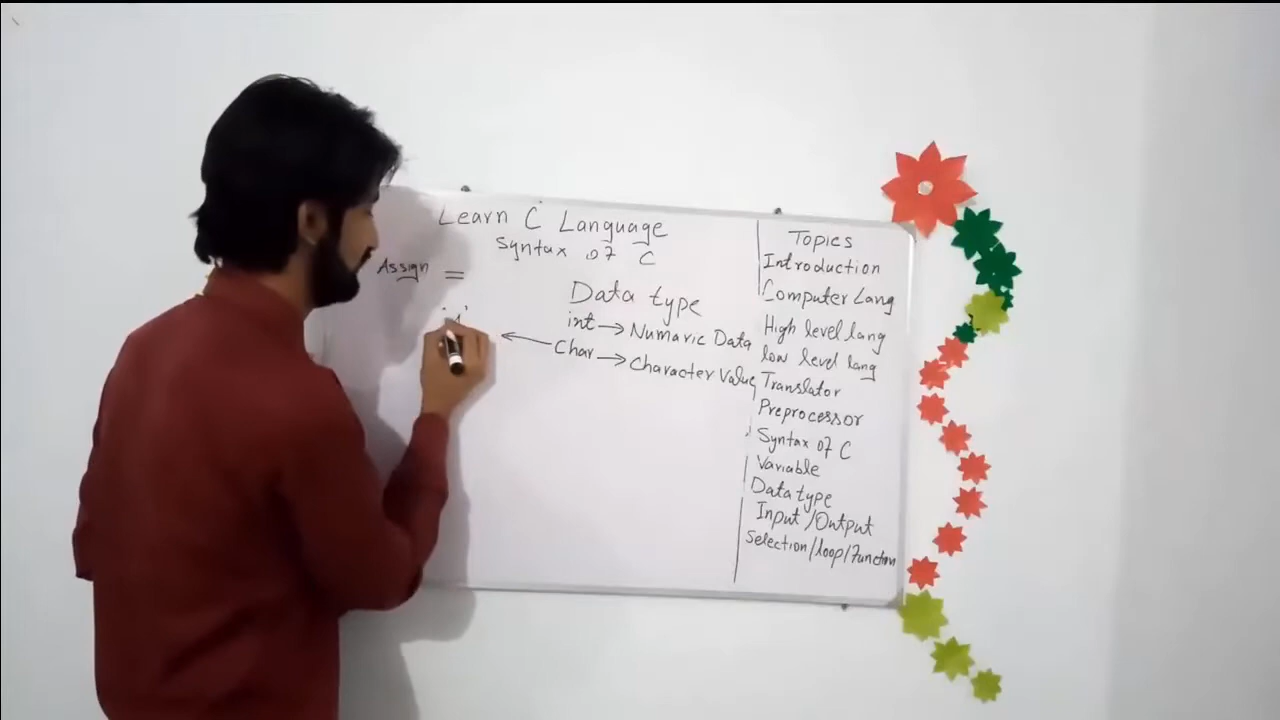 Learn C Language
Syntax of C
Assign =
Data type
int → Numaric Data
Char → Character Value
Topics
Introduction
Computer Lang
High level lang
low level lang
Translator
Preprocessor
Syntax of C
Variable
Data type
Input/Output
Selection/loop/Function